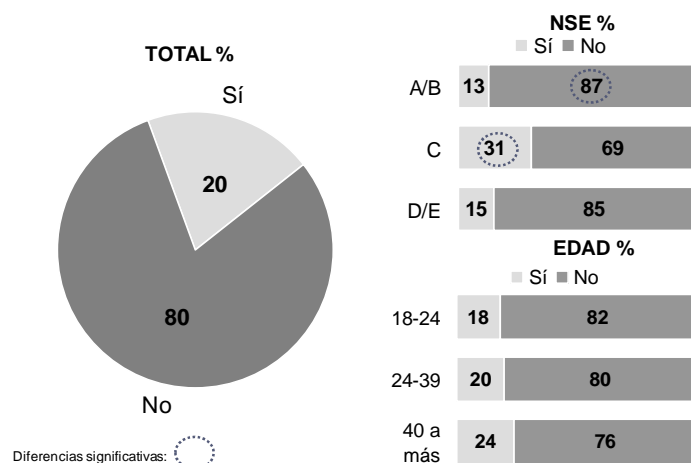 TOTAL %
Sí
20
80
No
Diferencias significativas:
NSE %
Sí No
A/B 13 87
C 31 69
D/E 15 85
EDAD %
Sí No
18-24 18 82
24-39 20 80
40 a
más 24 76